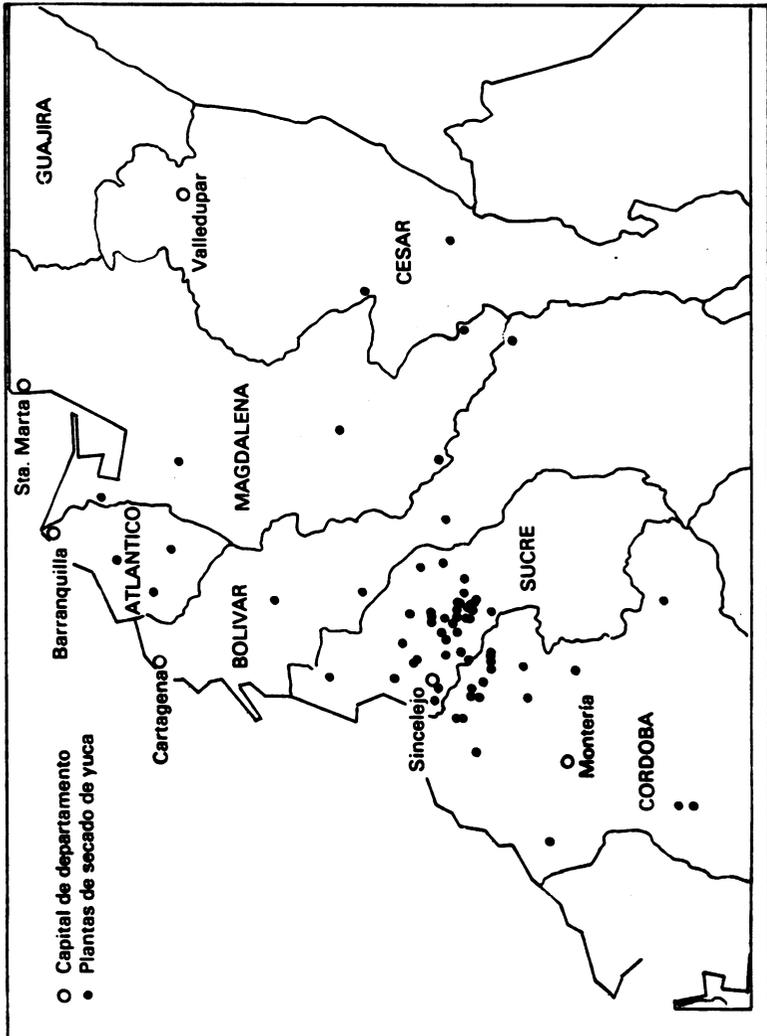 O Capital de departamento
● Plantas de secado de yuca
GUAJIRA
Sta. Marta
Barranquilla
Valledupar
ATLANTICO
MAGDALENA
CESAR
Cartagena
BOLIVAR
Sincelejo
SUCRE
Montería
CORDOBA